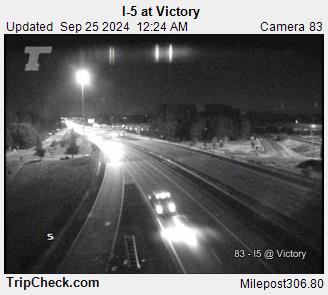 I-5 at Victory
Updated Sep 25 2024 12:24 AM Camera 83
T
S
83 - I5 @ Victory
TripCheck.com Milepost306.80